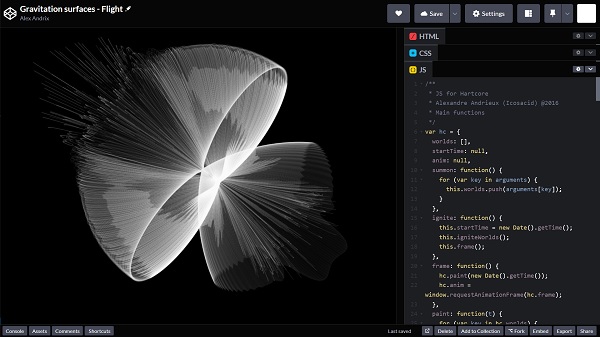 Gravitation surfaces - Flight
Alex Andrix
Save
Settings
HTML
CSS
JS
/**
* JS for Hartcore
* Alexandre Andrieux (Icosacid) @2016
* Main functions
*/
var hc = {
worlds: [],
startTime: null,
anim: null,
summon: function() {
for (var key in arguments) {
this.worlds.push(arguments[key]);
}
},
ignite: function() {
this.startTime = new Date().getTime();
this.igniteWorlds();
this.frame();
},
frame: function() {
hc.paint(new Date().getTime());
hc.anim =
window.requestAnimationFrame(hc.frame);
},
paint: function(t) {
for (var key in hc.worlds) {
Console Assets Comments Shortcuts
Last saved
Delete Add to Collection Fork Embed Export Share